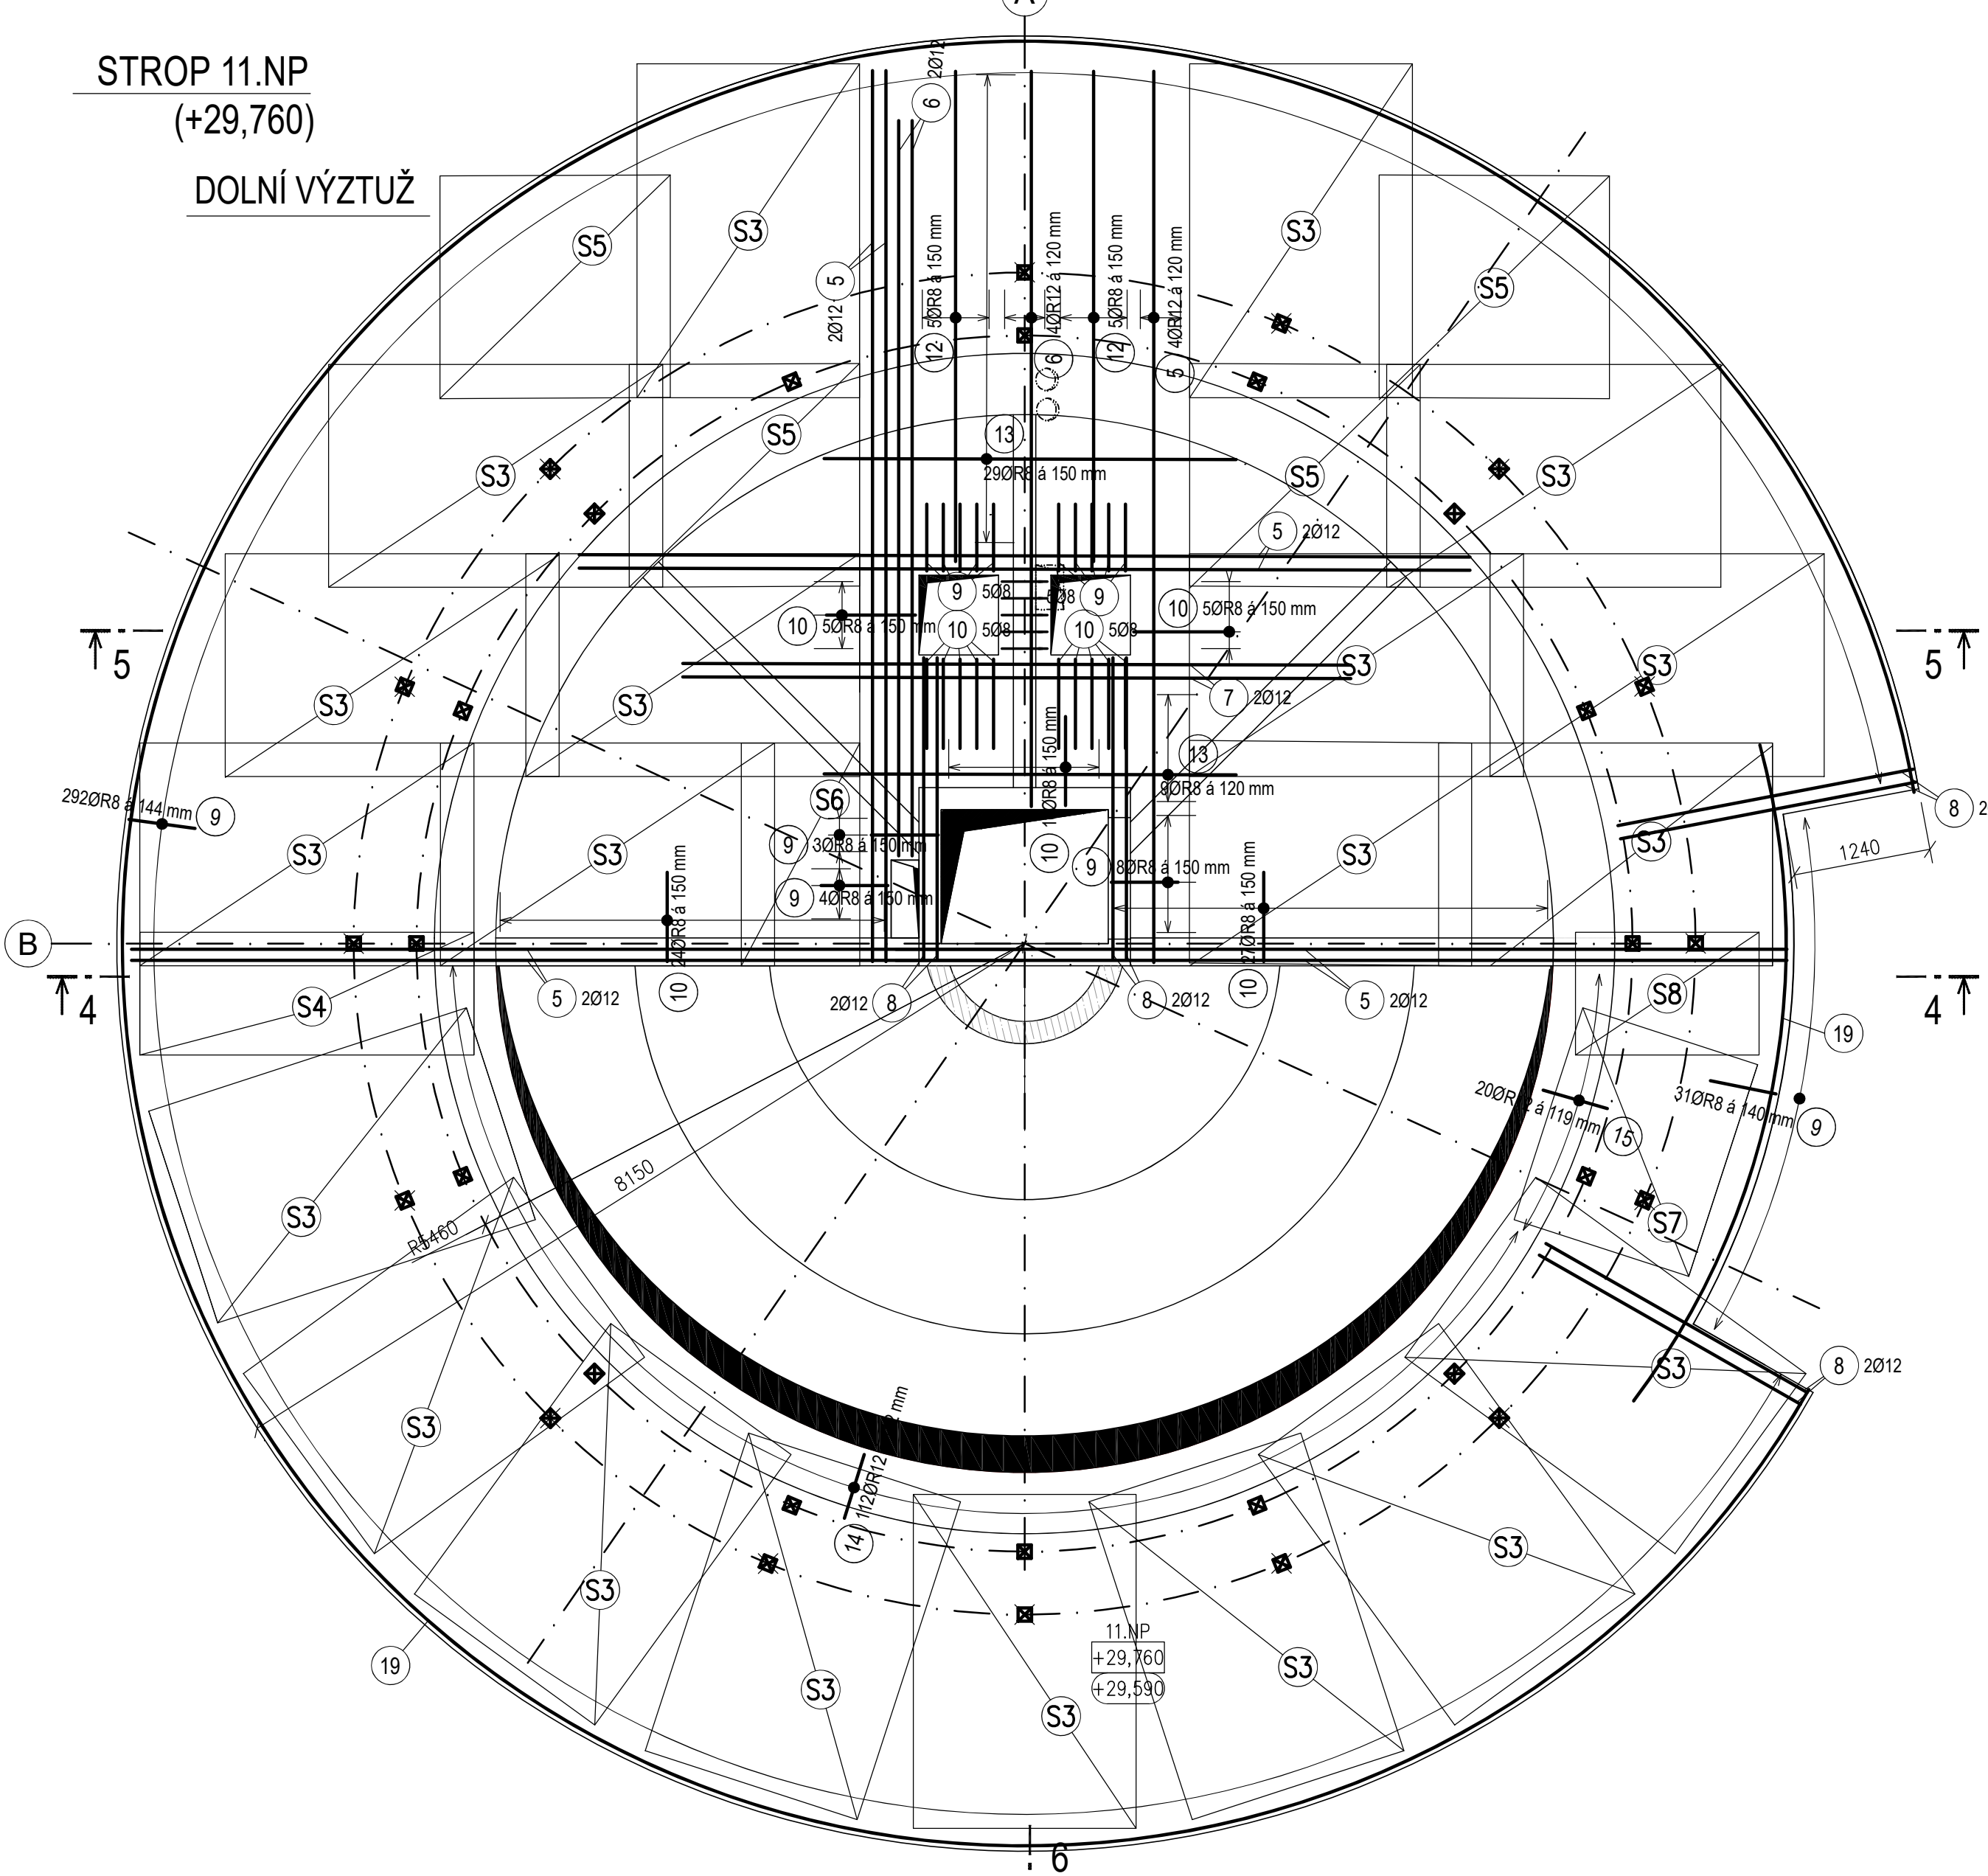 A
STROP 11.NP
(+29,760)
DOLNÍ VÝZTUŽ
6 2Ø12
S5
S3
S3
S5
5 2Ø12
12 5ØR8 á 150 mm
6 4ØR12 á 120 mm
12 5ØR8 á 150 mm
5 4ØR12 á 120 mm
S3
S5
13
29ØR8 á 150 mm
S5
S3
5 2Ø12
9 5Ø8
5Ø8 9
10 5ØR8 á 150 mm
10 5Ø8
10 5Ø8
10 5ØR8 á 150 mm
5
5
S3
S3
S3
S3
7 2Ø12
13
9ØR8 á 120 mm
292ØR8 á 144 mm 9
S6
8 2
S3
S3
9 3ØR8 á 150 mm
10
9 8ØR8 á 150 mm
S3
S3
1240
9 4ØR8 á 150 mm
10 24ØR8 á 150 mm
10 27ØR8 á 150 mm
B
4
S4
5 2Ø12
2Ø12 8
8 2Ø12
5 2Ø12
S8
4
19
20ØR12 á 119 mm 15
31ØR8 á 140 mm 9
8150
R5460
S3
S7
S3
S3
8 2Ø12
14 112ØR12
mm
S3
S3
19
11.NP
+29,760
+29,590
S3
S3
S3
6